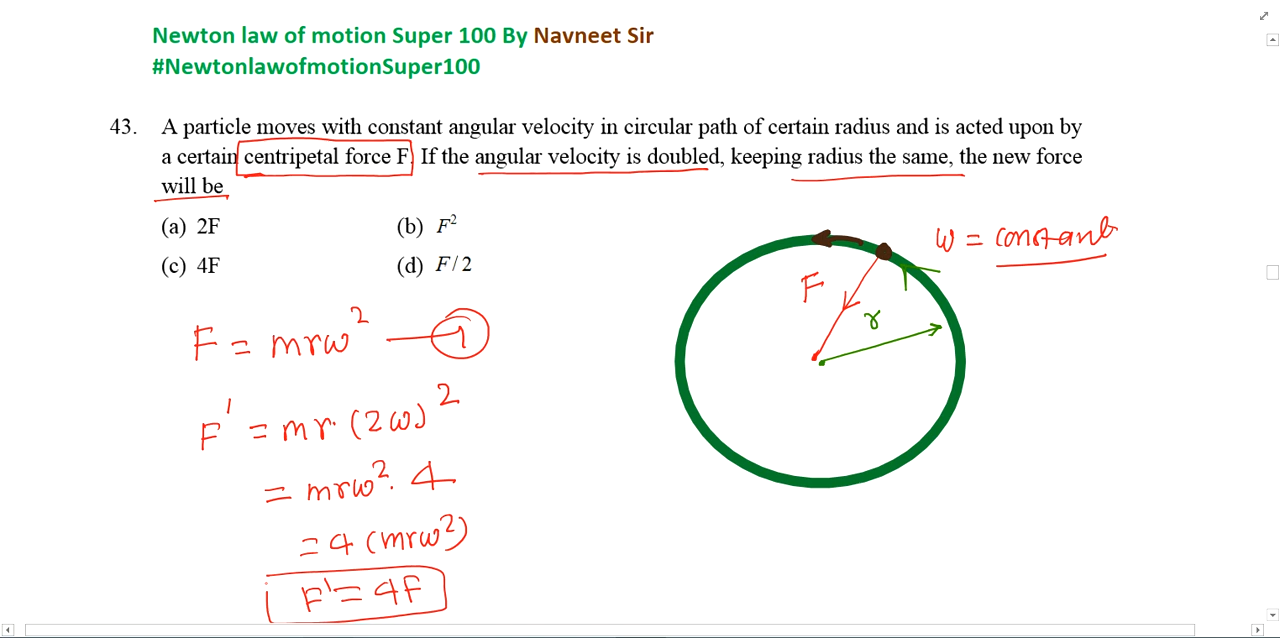 Newton law of motion Super 100 By Navneet Sir
#NewtonlawofmotionSuper100
43. A particle moves with constant angular velocity in circular path of certain radius and is acted upon by
a certain centripetal force F. If the angular velocity is doubled, keeping radius the same, the new force
will be
(a) 2F (b) F²
(c) 4F (d) F/2
ω = constant
F
r
F = mrω² — 1
F' = mr·(2ω)²
= mrω²· 4
= 4 (mrω²)
F' = 4F